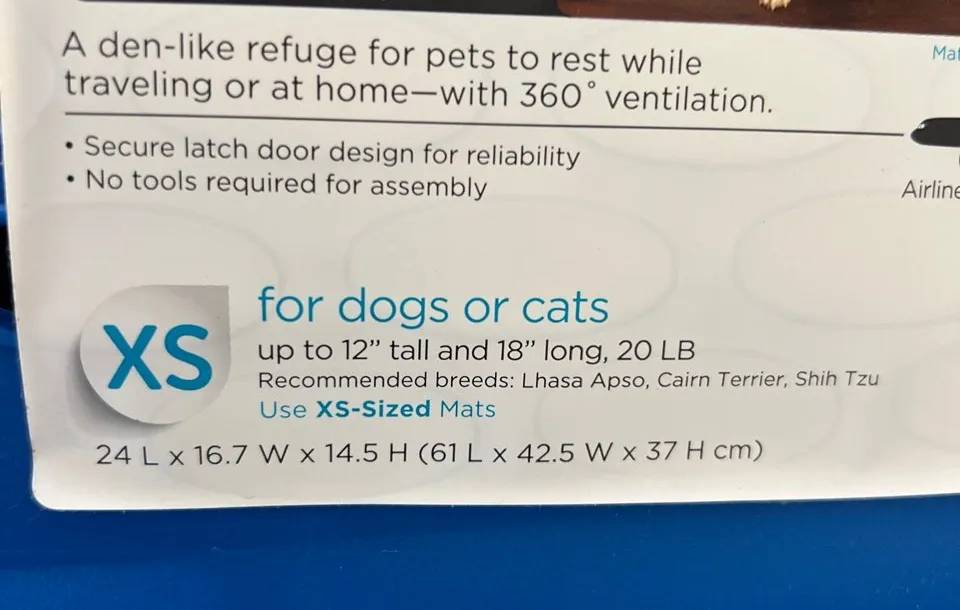 A den-like refuge for pets to rest while
traveling or at home—with 360° ventilation.
• Secure latch door design for reliability
• No tools required for assembly
Airline
XS
for dogs or cats
up to 12” tall and 18” long, 20 LB
Recommended breeds: Lhasa Apso, Cairn Terrier, Shih Tzu
Use XS-Sized Mats
24 L x 16.7 W x 14.5 H (61 L x 42.5 W x 37 H cm)